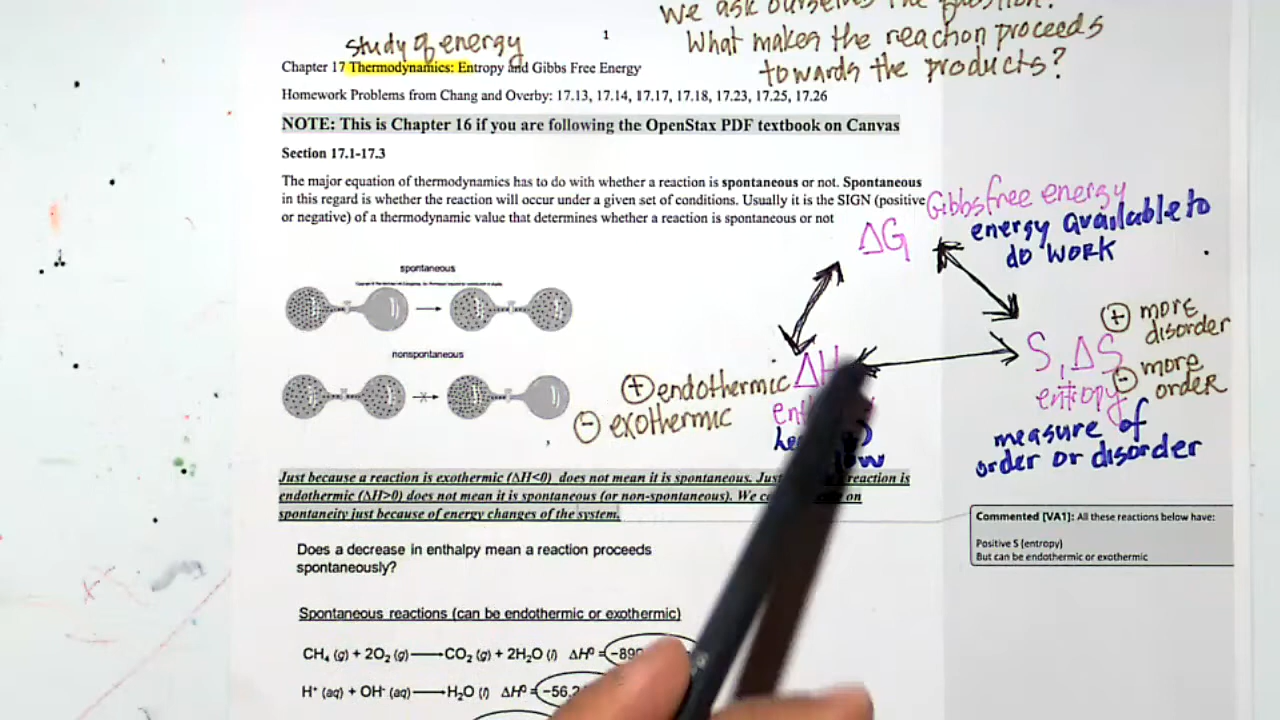 we ask ourselves the question:
What makes the reaction proceeds
towards the products?
study of energy
1
Chapter 17 Thermodynamics: Entropy and Gibbs Free Energy
Homework Problems from Chang and Overby: 17.13, 17.14, 17.17, 17.18, 17.23, 17.25, 17.26
NOTE: This is Chapter 16 if you are following the OpenStax PDF textbook on Canvas
Section 17.1-17.3
The major equation of thermodynamics has to do with whether a reaction is spontaneous or not. Spontaneous
in this regard is whether the reaction will occur under a given set of conditions. Usually it is the SIGN (positive
or negative) of a thermodynamic value that determines whether a reaction is spontaneous or not
Gibbs free energy
ΔG energy available to
do work
spontaneous
nonspontaneous
⊕ endothermic ΔH
⊖ exothermic
S, ΔS
entropy
⊕ more
disorder
⊖ more
order
measure of
order or disorder
Just because a reaction is exothermic (ΔH<0) does not mean it is spontaneous. reaction is
endothermic (ΔH>0) does not mean it is spontaneous (or non-spontaneous). We on
spontaneity just because of energy changes of the system.
Commented [VA1]: All these reactions below have:
Positive S (entropy)
But can be endothermic or exothermic
Does a decrease in enthalpy mean a reaction proceeds
spontaneously?
Spontaneous reactions (can be endothermic or exothermic)
CH₄ (g) + 2O₂ (g) → CO₂ (g) + 2H₂O (l) ΔH⁰ =
H⁺ (aq) + OH⁻ (aq) → H₂O (l) ΔH⁰ =